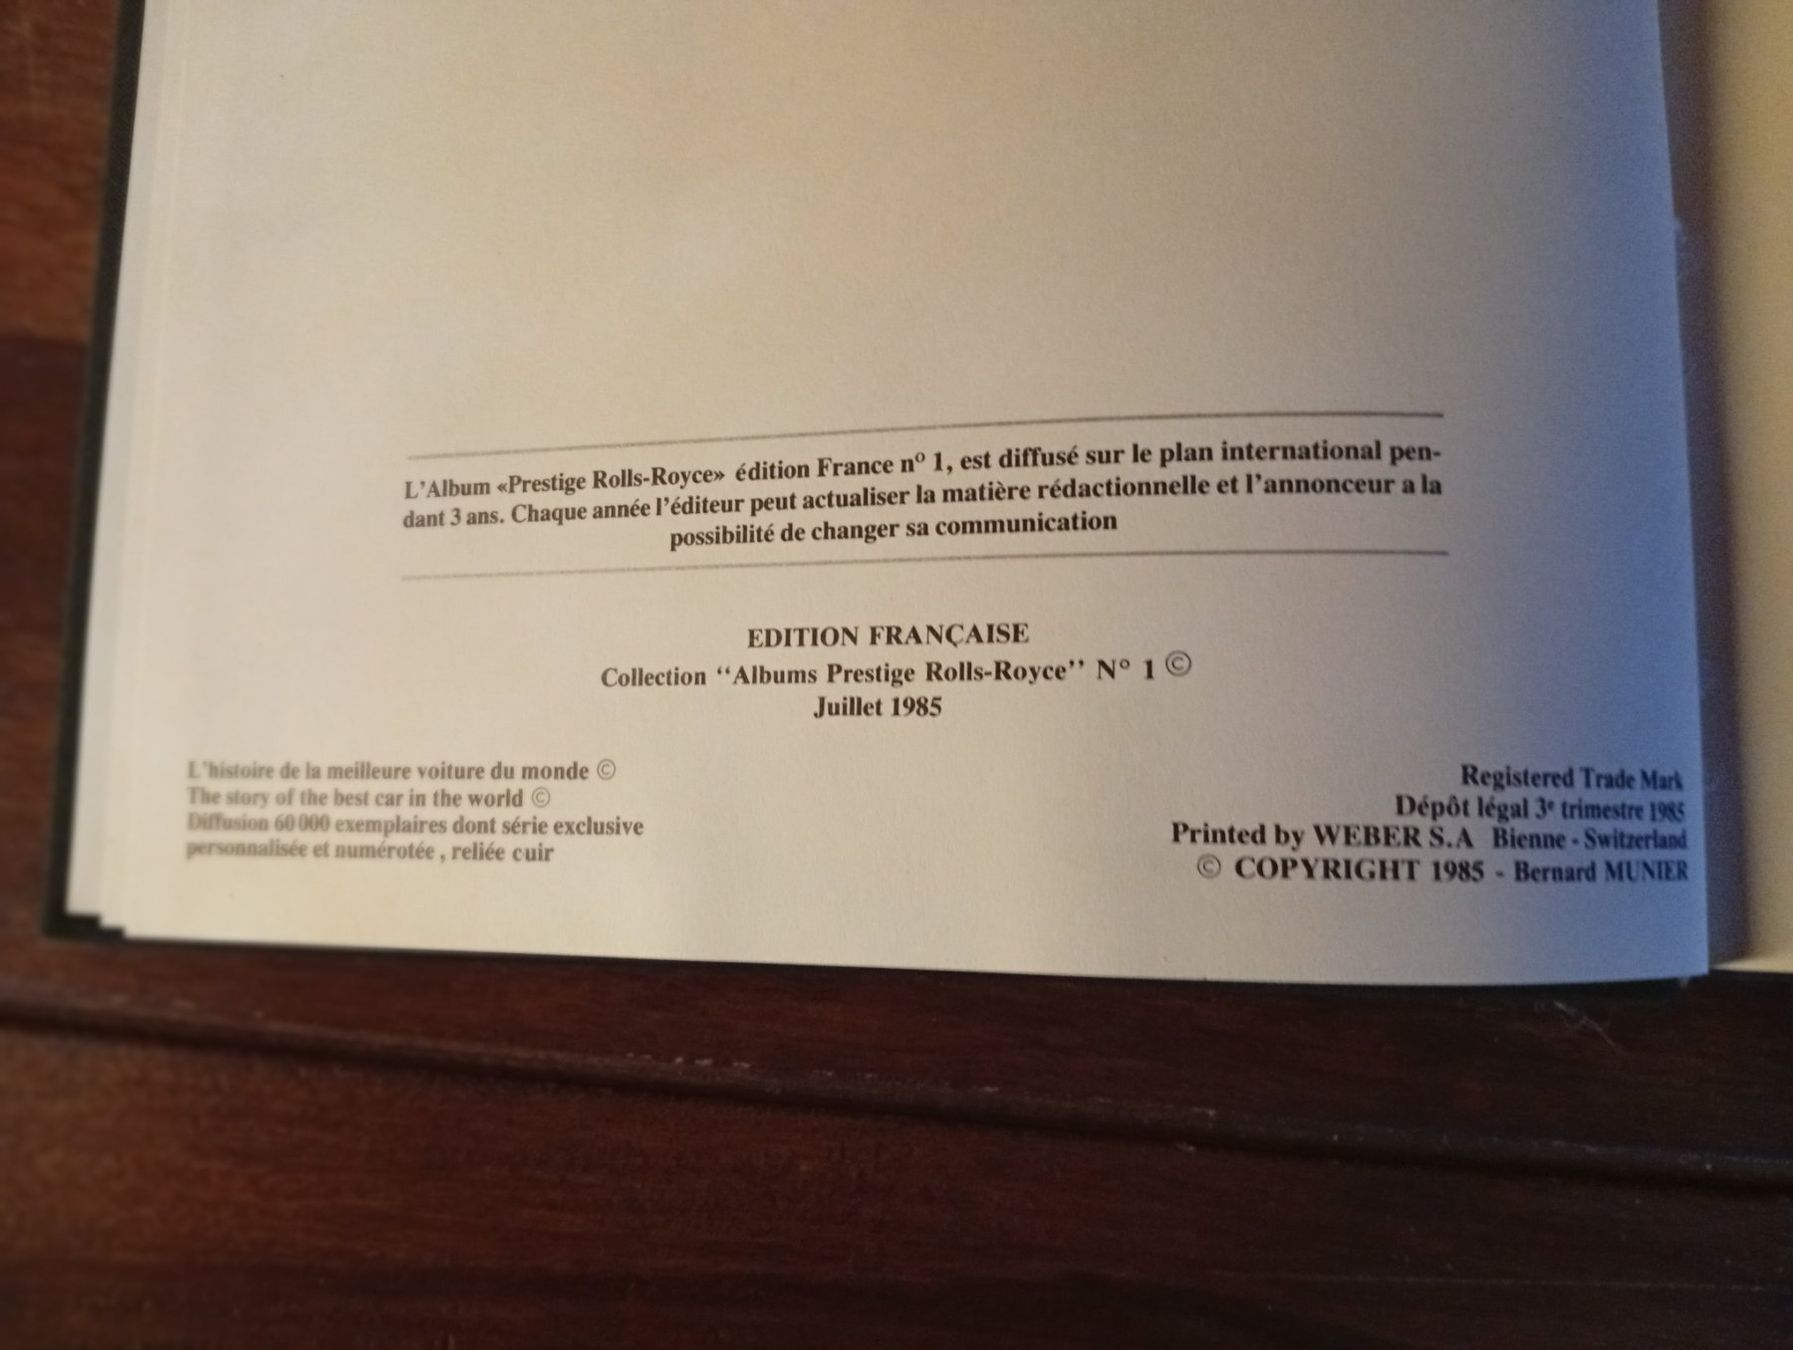 L'Album «Prestige Rolls-Royce» édition France nº 1, est diffusé sur le plan international pen-
dant 3 ans. Chaque année l'éditeur peut actualiser la matière rédactionnelle et l'annonceur a la
possibilité de changer sa communication
EDITION FRANÇAISE
Collection “Albums Prestige Rolls-Royce” N° 1 ©
Juillet 1985
L'histoire de la meilleure voiture du monde ©
The story of the best car in the world ©
Diffusion 60 000 exemplaires dont série exclusive
personnalisée et numérotée , reliée cuir
Registered Trade Mark
Dépôt légal 3e trimestre 1985
Printed by WEBER S.A Bienne - Switzerland
© COPYRIGHT 1985 - Bernard MUNIER